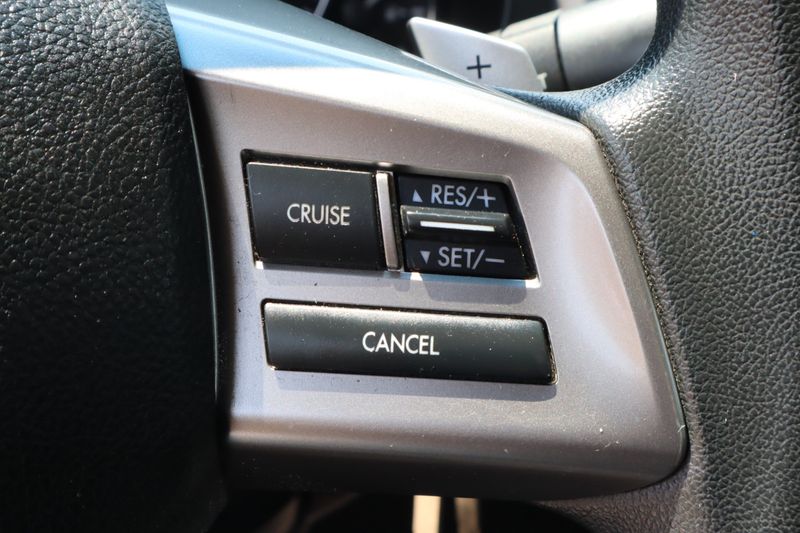 +
CRUISE
▲ RES/+
▼ SET/−
CANCEL